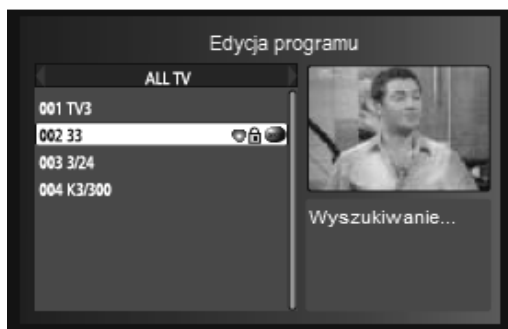 Edycja programu
ALL TV
001 TV3
002 33
003 3/24
004 K3/300
Wyszukiwanie...